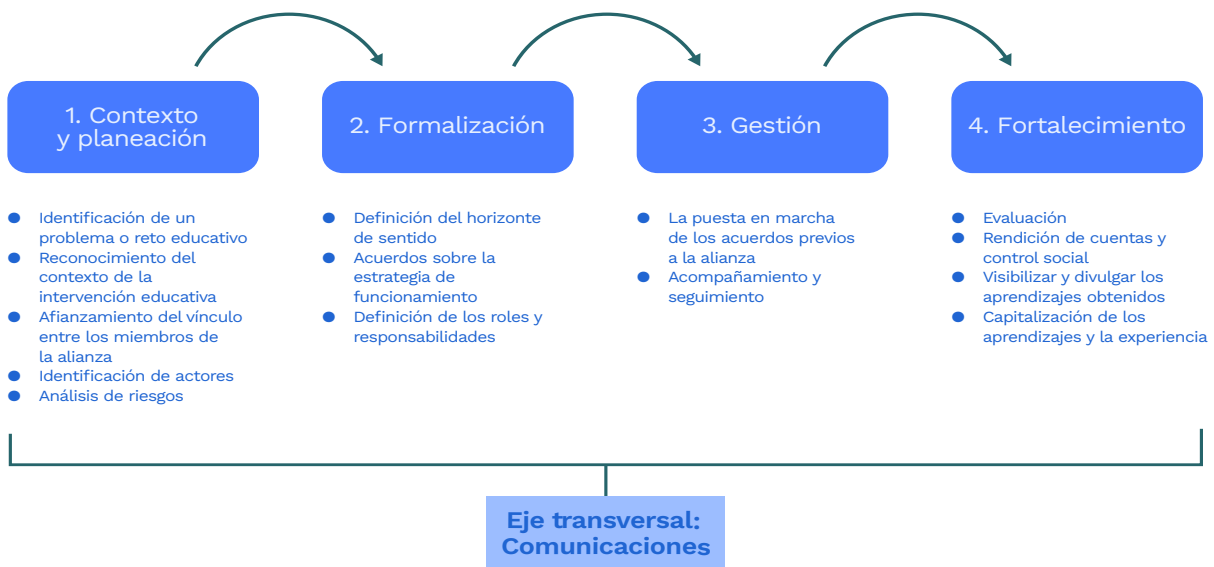 1. Contexto
y planeación
2. Formalización
3. Gestión
4. Fortalecimiento
● Identificación de un
problema o reto educativo
● Reconocimiento del
contexto de la
intervención educativa
● Afianzamiento del vínculo
entre los miembros de
la alianza
● Identificación de actores
● Análisis de riesgos
● Definición del horizonte
de sentido
● Acuerdos sobre la
estrategia de
funcionamiento
● Definición de los roles y
responsabilidades
● La puesta en marcha
de los acuerdos previos
a la alianza
● Acompañamiento y
seguimiento
● Evaluación
● Rendición de cuentas y
control social
● Visibilizar y divulgar los
aprendizajes obtenidos
● Capitalización de los
aprendizajes y la experiencia
Eje transversal:
Comunicaciones